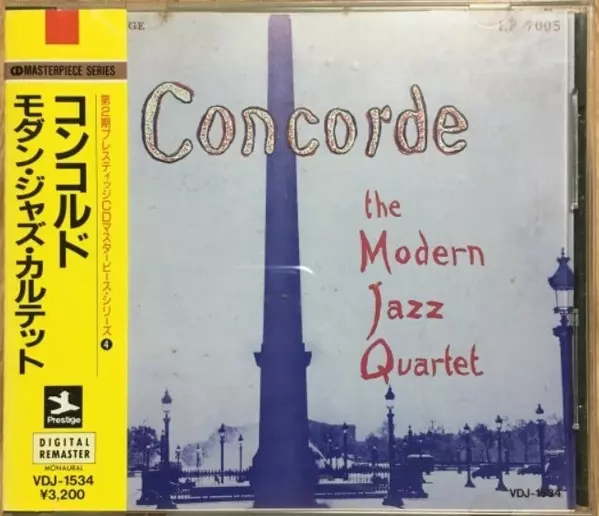 CD MASTERPIECE SERIES
コンコルド
モダン・ジャズ・カルテット
第2期プレスティッジCDマスターピース・シリーズ4
Prestige
DIGITAL
REMASTER
MONAURAL
VDJ-1534
¥3,200
GE
LP 7005
Concorde
the
Modern
Jazz
Quartet
VDJ-1534